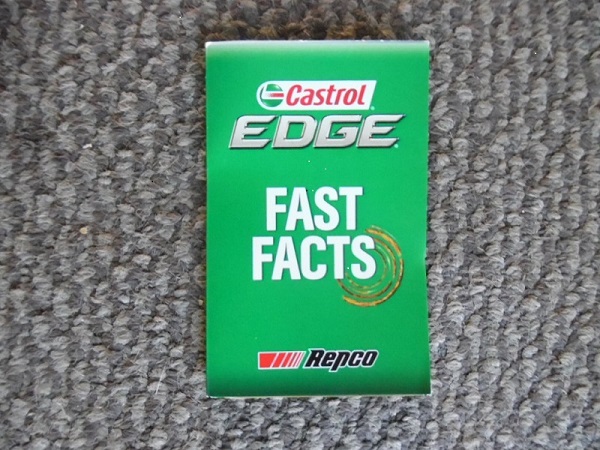 Castrol
EDGE
FAST
FACTS
Repco